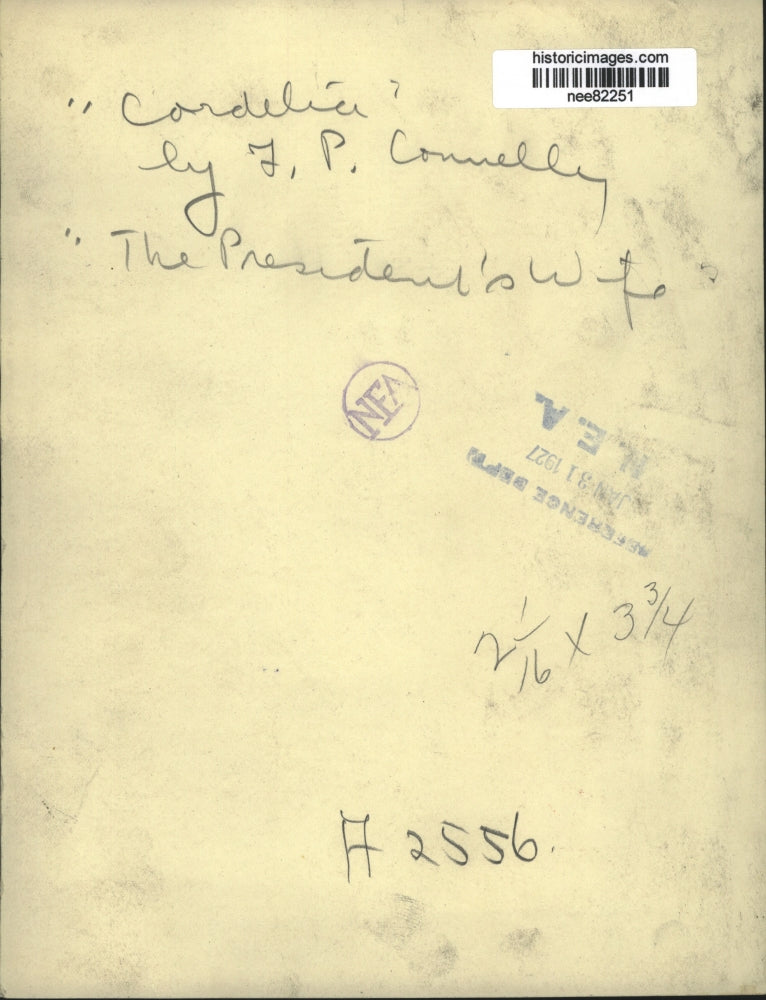 historicimages.com
nee82251
"Cordelia"
by F. P. Connelly
"The President's Wife"
NEA
N. E. A.
JAN 31 1927
REFERENCE DEP'T
2 1/16 X 3 3/4
A 2556.